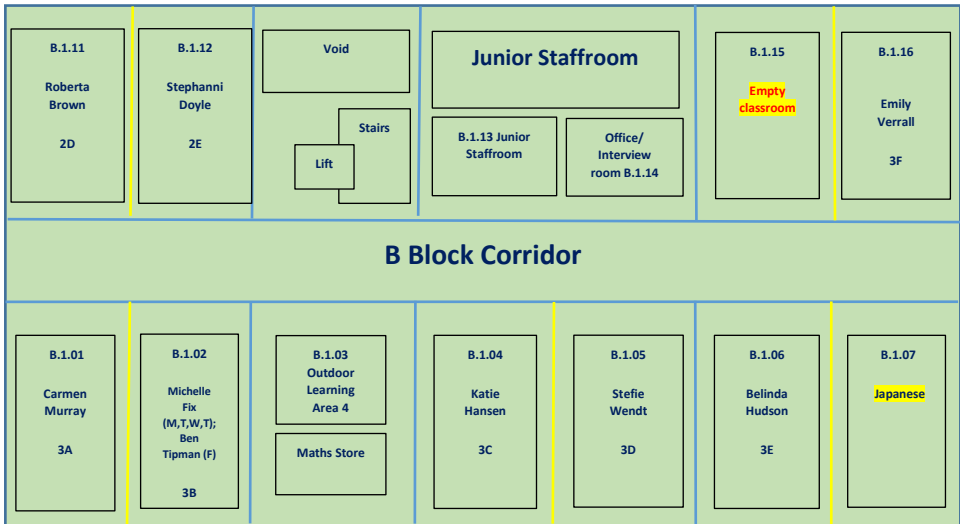 B.1.11
Roberta
Brown
2D
B.1.12
Stephanni
Doyle
2E
Void
Stairs
Lift
Junior Staffroom
B.1.13 Junior
Staffroom
Office/
Interview
room B.1.14
B.1.15
Empty
classroom
B.1.16
Emily
Verrall
3F
B Block Corridor
B.1.01
Carmen
Murray
3A
B.1.02
Michelle
Fix
(M,T,W,T);
Ben
Tipman (F)
3B
B.1.03
Outdoor
Learning
Area 4
Maths Store
B.1.04
Katie
Hansen
3C
B.1.05
Stefie
Wendt
3D
B.1.06
Belinda
Hudson
3E
B.1.07
Japanese